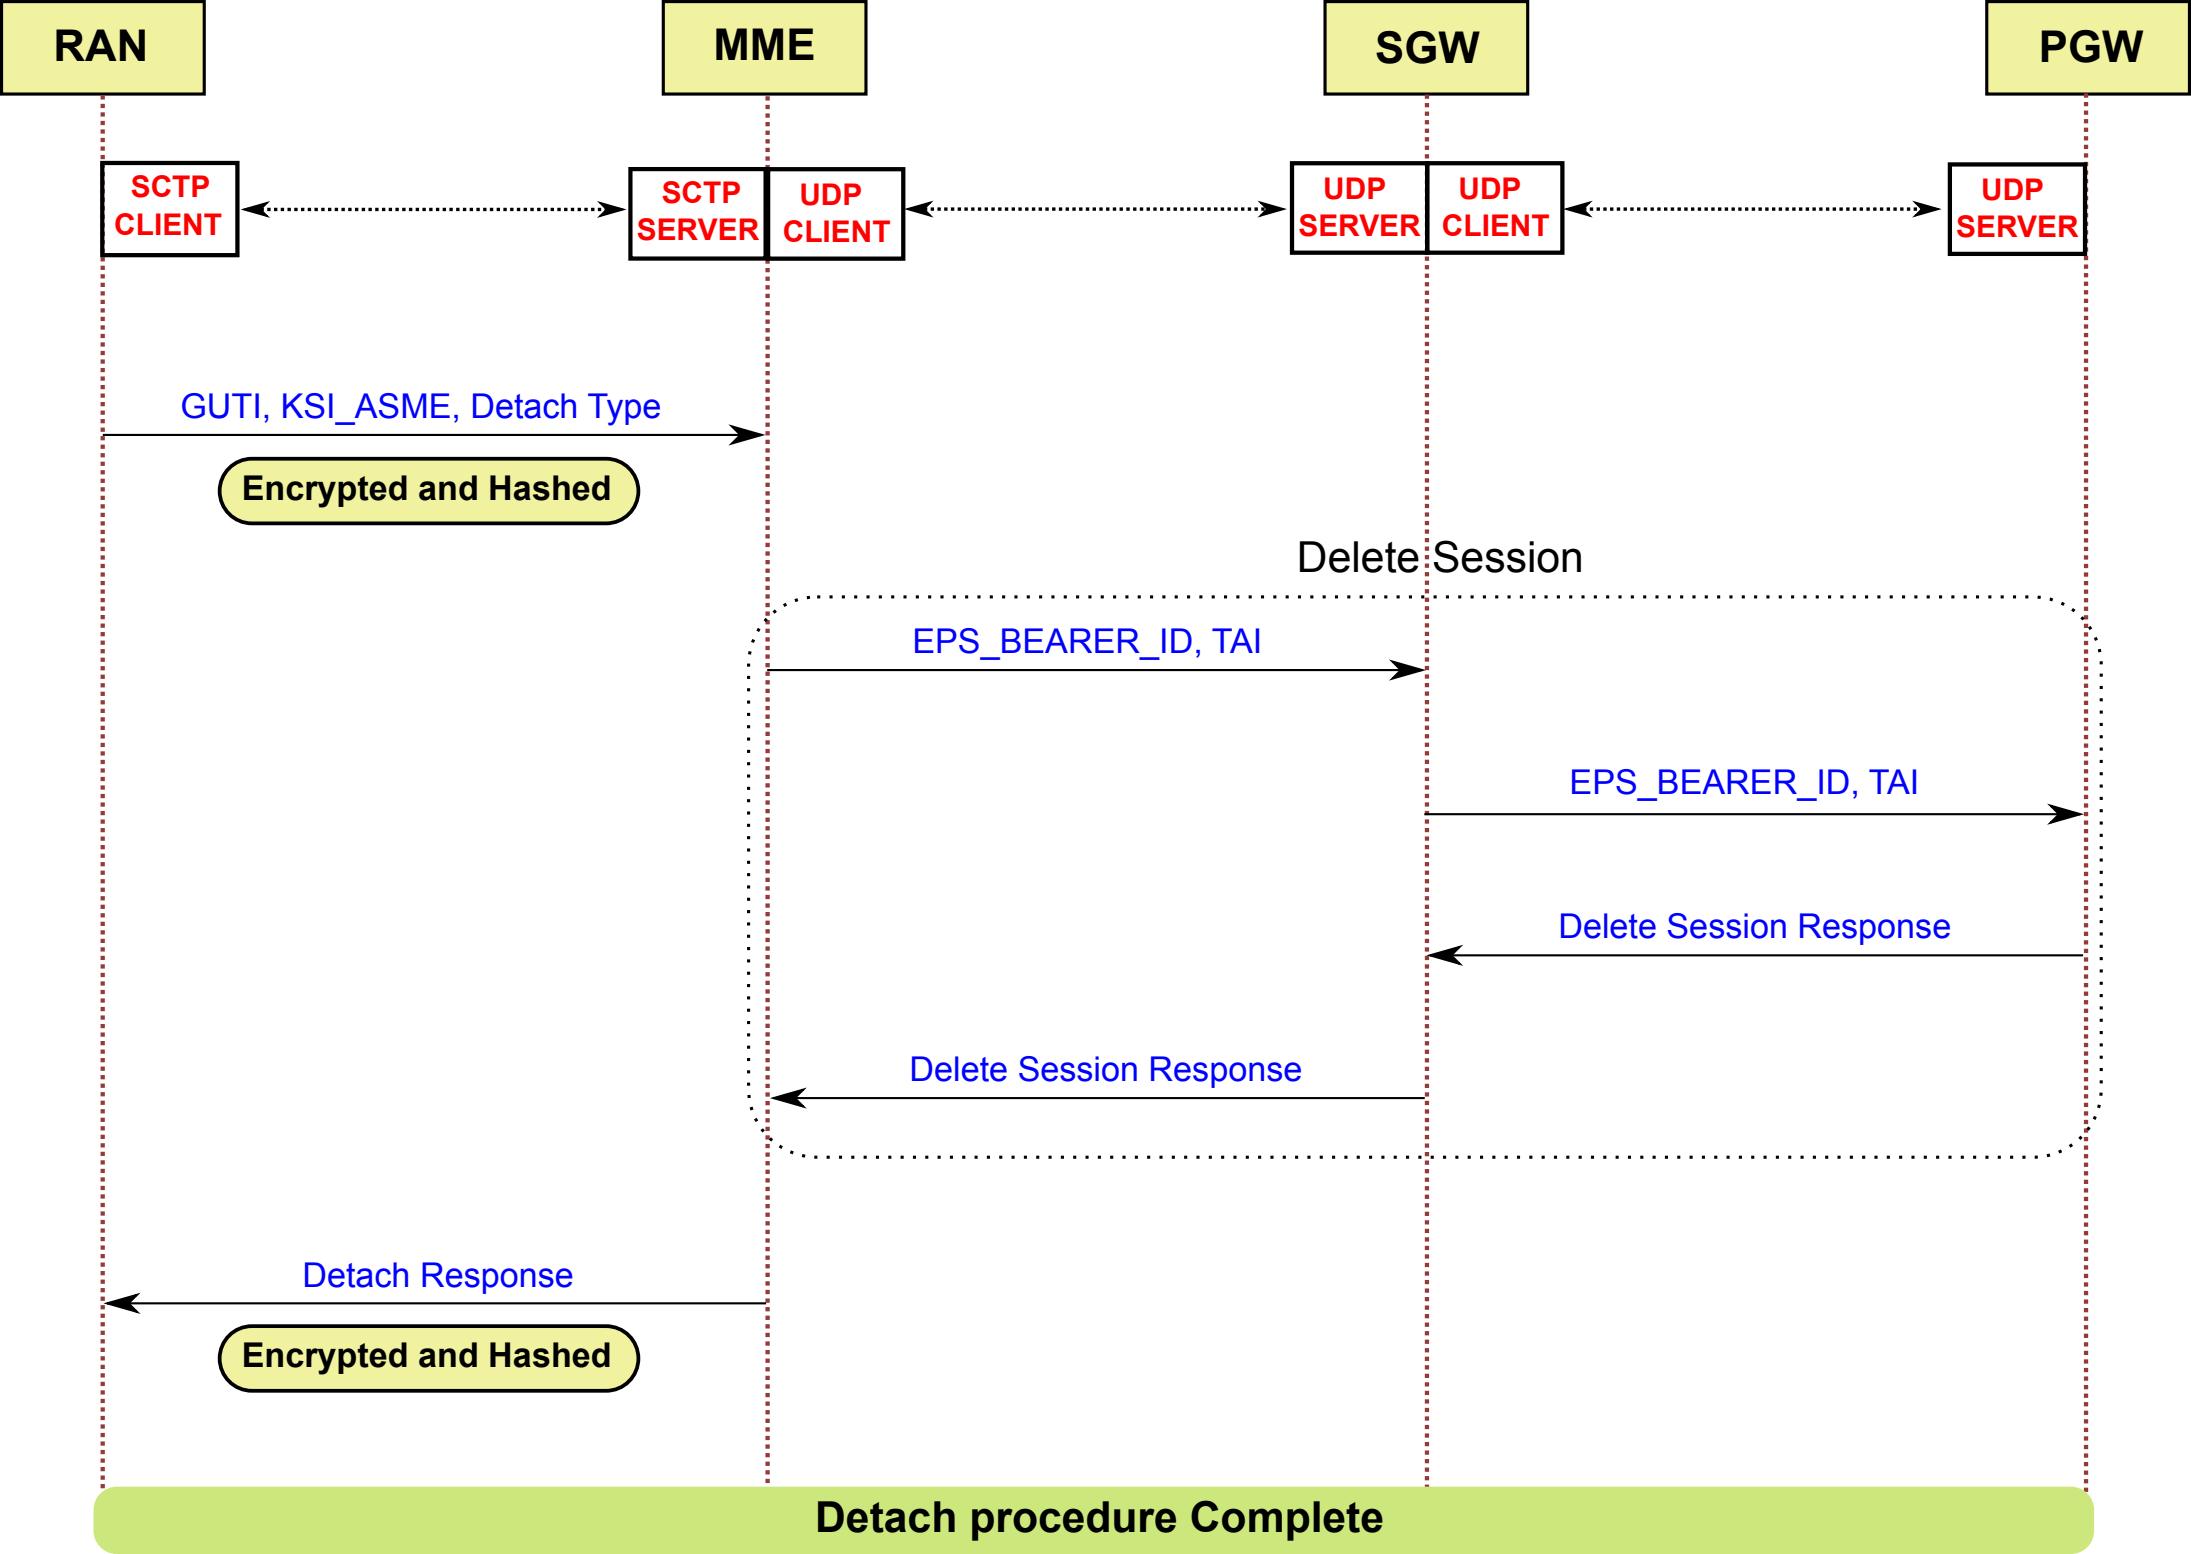 RAN
MME
SGW
PGW
SCTP
CLIENT
SCTP
SERVER
UDP
CLIENT
UDP
SERVER
UDP
CLIENT
UDP
SERVER
GUTI, KSI_ASME, Detach Type
Encrypted and Hashed
Delete Session
EPS_BEARER_ID, TAI
EPS_BEARER_ID, TAI
Delete Session Response
Delete Session Response
Detach Response
Encrypted and Hashed
Detach procedure Complete